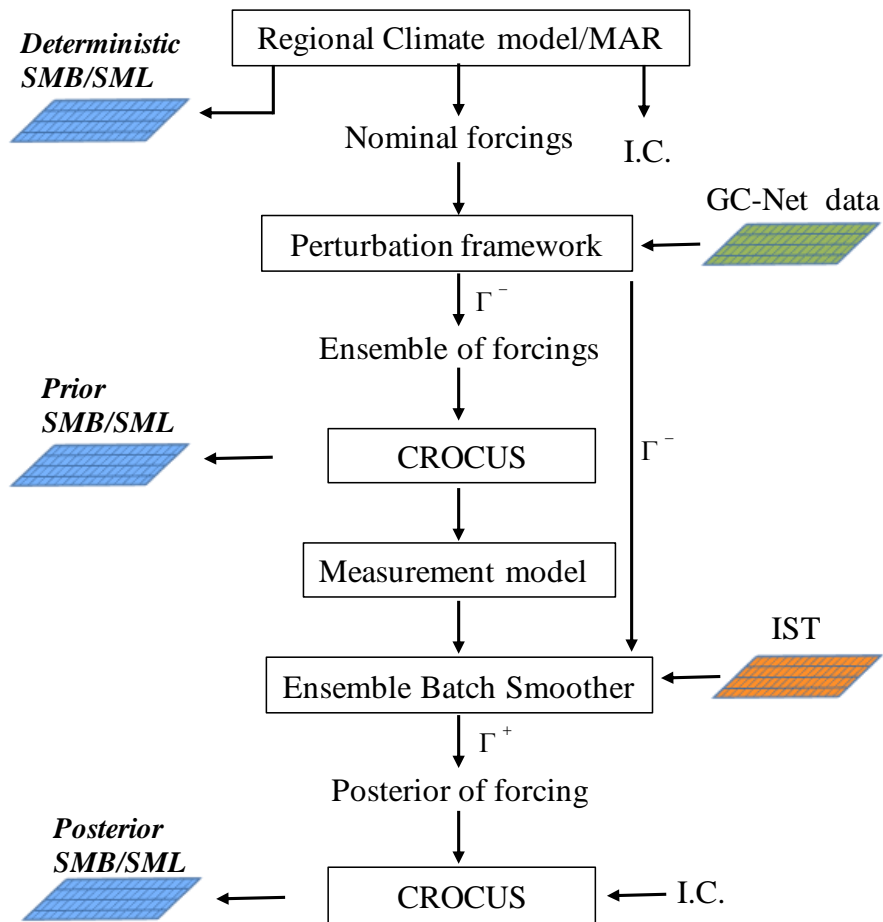 Regional Climate model/MAR
Deterministic
SMB/SML
Nominal forcings
I.C.
GC-Net data
Perturbation framework
Γ⁻
Ensemble of forcings
Prior
SMB/SML
CROCUS
Γ⁻
Measurement model
IST
Ensemble Batch Smoother
Γ⁺
Posterior of forcing
Posterior
SMB/SML
CROCUS
I.C.